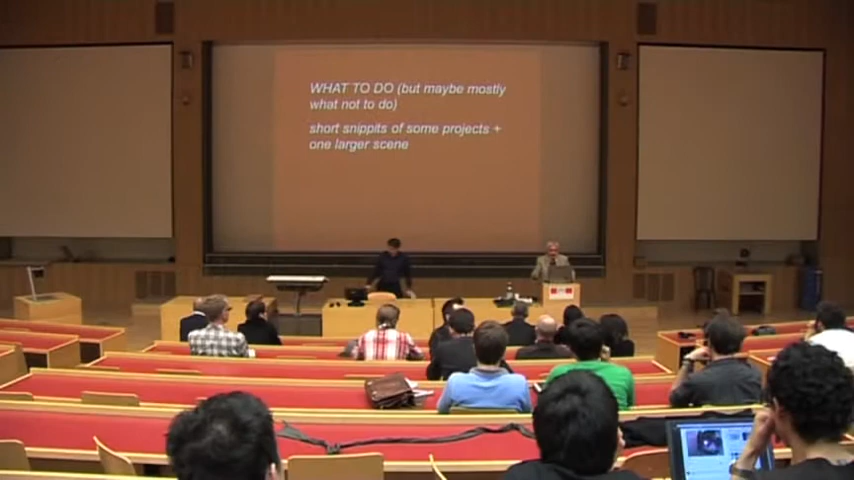 WHAT TO DO (but maybe mostly
what not to do)
short snippits of some projects +
one larger scene